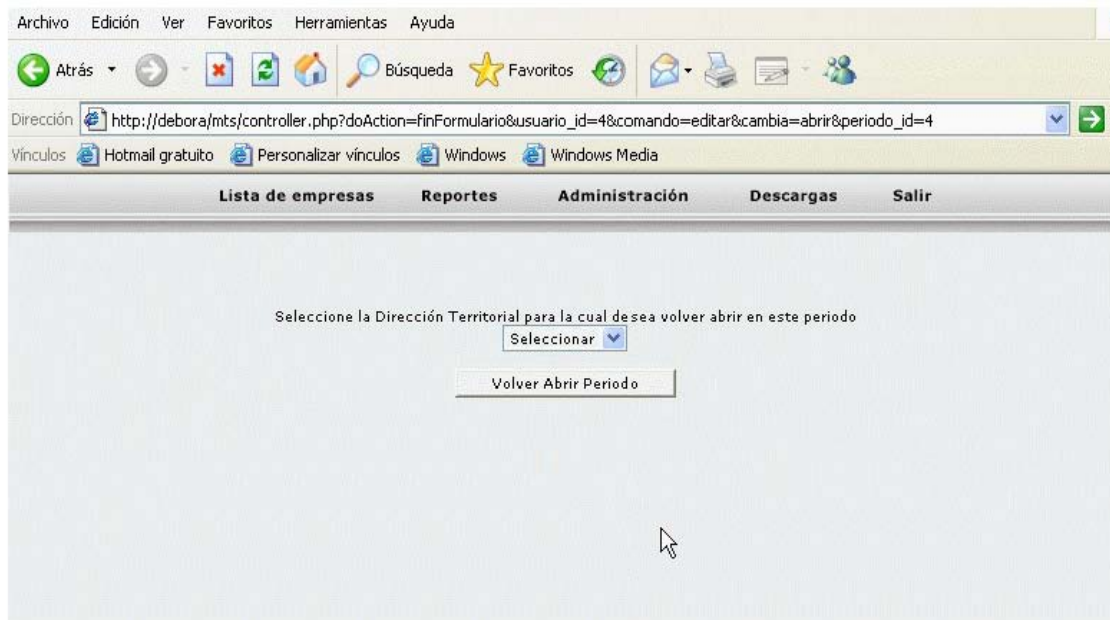 Archivo Edición Ver Favoritos Herramientas Ayuda
Atrás Búsqueda Favoritos
Dirección http://debora/mts/controller.php?doAction=finFormulario&usuario_id=4&comando=editar&cambia=abrir&periodo_id=4
Vínculos Hotmail gratuito Personalizar vínculos Windows Windows Media
Lista de empresas Reportes Administración Descargas Salir
Seleccione la Dirección Territorial para la cual desea volver abrir en este periodo
Seleccionar
Volver Abrir Periodo